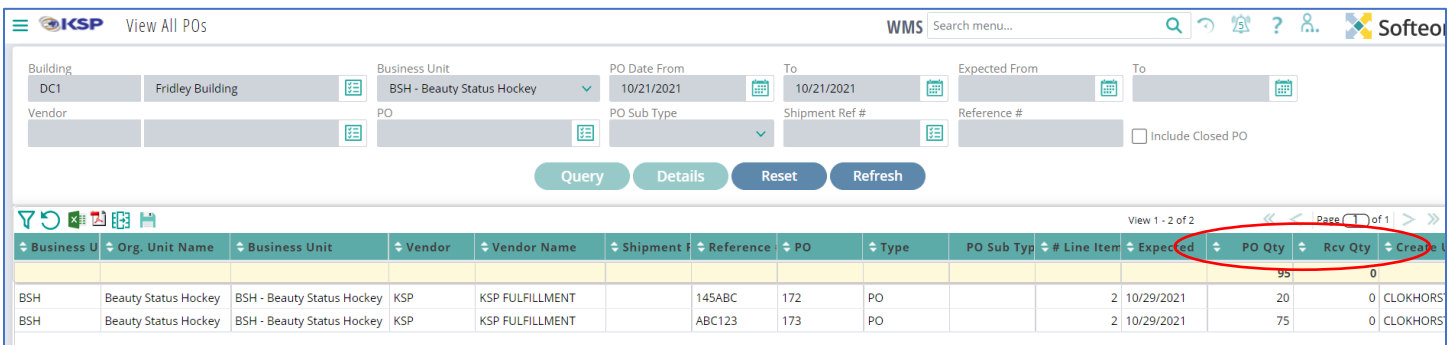 KSP View All POs WMS Search menu... 5 ? Softeon
Building Business Unit PO Date From To Expected From To
DC1 Fridley Building BSH - Beauty Status Hockey 10/21/2021 10/21/2021
Vendor PO PO Sub Type Shipment Ref # Reference #
Include Closed PO
Query Details Reset Refresh
View 1 - 2 of 2 Page 1 of 1
Business U Org. Unit Name Business Unit Vendor Vendor Name Shipment R Reference PO Type PO Sub Typ # Line Item Expected PO Qty Rcv Qty Create U
95 0
BSH Beauty Status Hockey BSH - Beauty Status Hockey KSP KSP FULFILLMENT 145ABC 172 PO 2 10/29/2021 20 0 CLOKHORST
BSH Beauty Status Hockey BSH - Beauty Status Hockey KSP KSP FULFILLMENT ABC123 173 PO 2 10/29/2021 75 0 CLOKHORS